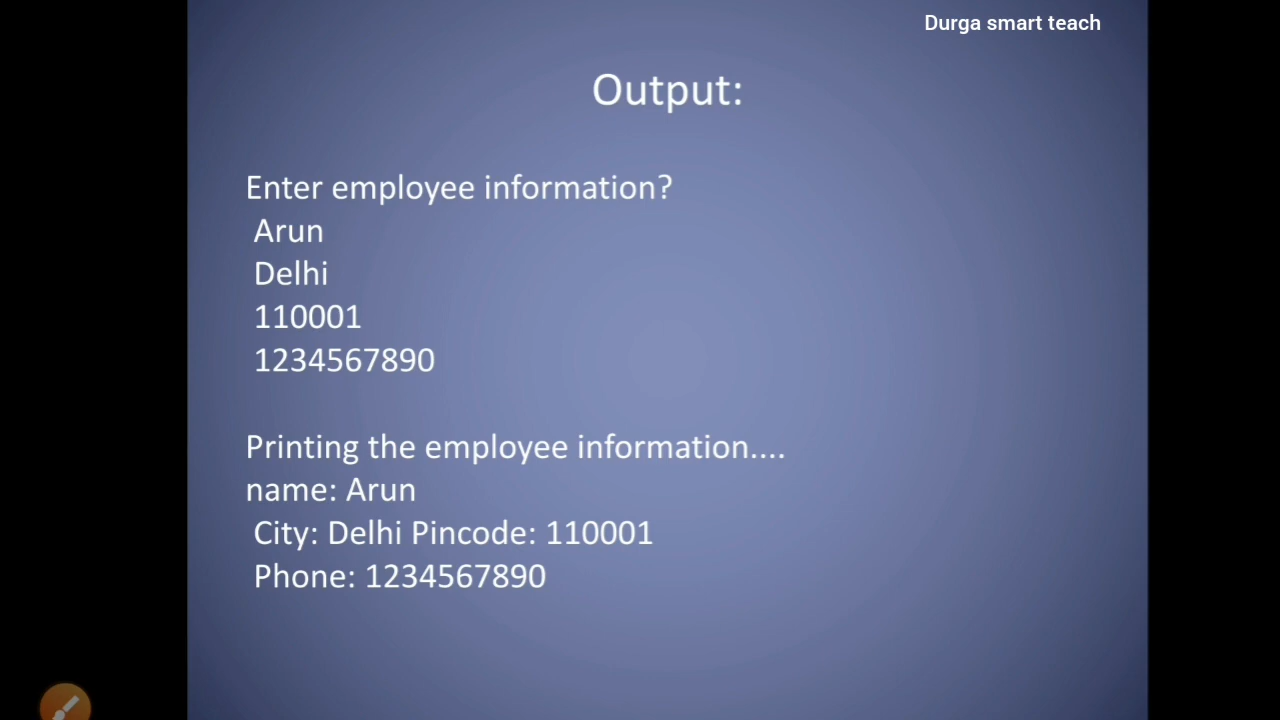 Durga smart teach
Output:
Enter employee information?
Arun
Delhi
110001
1234567890
Printing the employee information....
name: Arun
City: Delhi Pincode: 110001
Phone: 1234567890